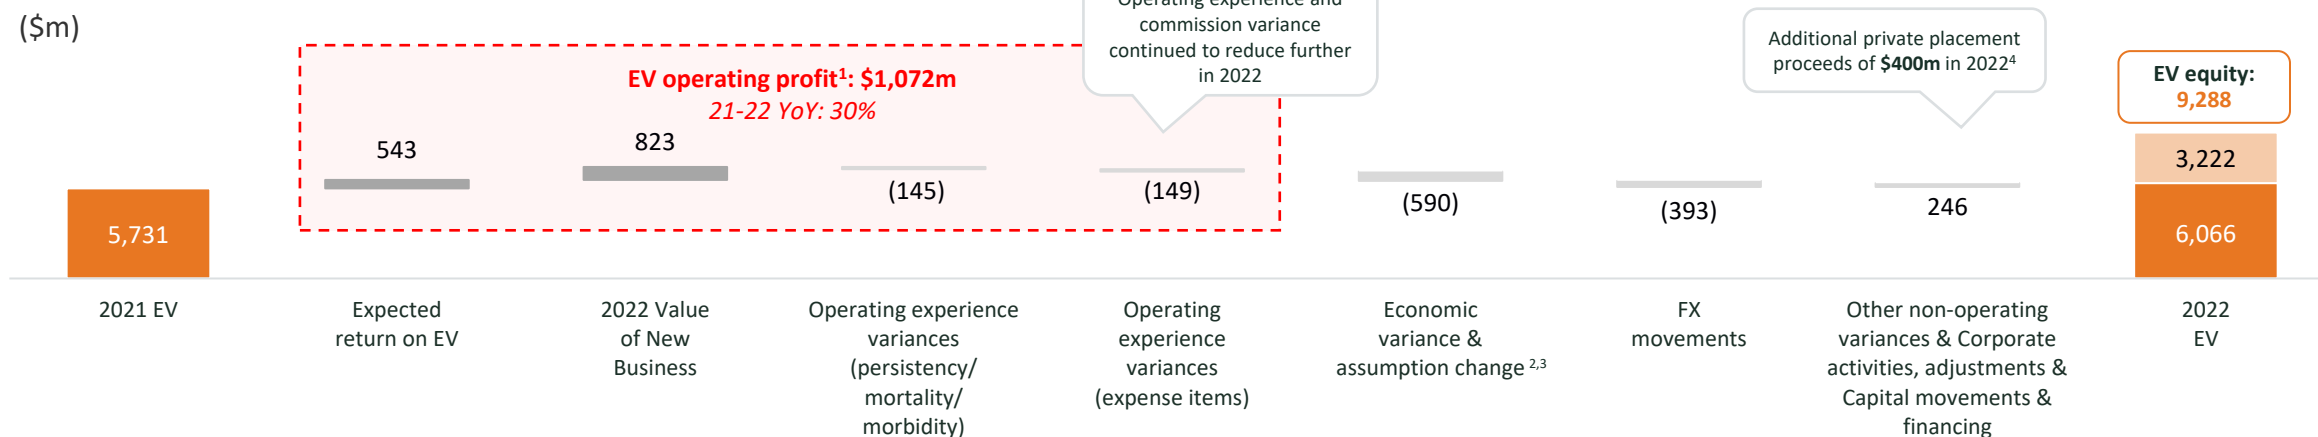 ($m)
Operating experience and
commission variance
continued to reduce further
in 2022
Additional private placement
proceeds of $400m in 2022⁴
EV equity:
9,288
EV operating profit¹: $1,072m
21-22 YoY: 30%
5,731
543
823
(145)
(149)
(590)
(393)
246
3,222
6,066
2021 EV
Expected
return on EV
2022 Value
of New
Business
Operating experience
variances
(persistency/
mortality/
morbidity)
Operating
experience
variances
(expense items)
Economic
variance &
assumption change ²,³
FX
movements
Other non-operating
variances & Corporate
activities, adjustments &
Capital movements &
financing
2022
EV